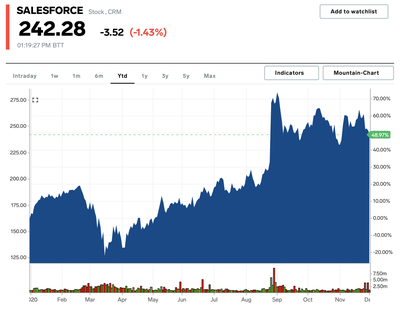 SALESFORCE Stock, CRM
Add to watchlist
242.28 -3.52 (-1.43%)
01:19:27 PM BTT
Intraday 1w 1m 6m Ytd 1y 3y 5y Max
Indicators
Mountain-Chart
275.00
250.00
225.00
200.00
175.00
150.00
125.00
70.00%
60.00%
48.97%
40.00%
30.00%
20.00%
10.00%
0.00%
-10.00%
-20.00%
7.50m
5.00m
2.50m
2020 Feb Mar Apr May Jun Jul Aug Sep Oct Nov De